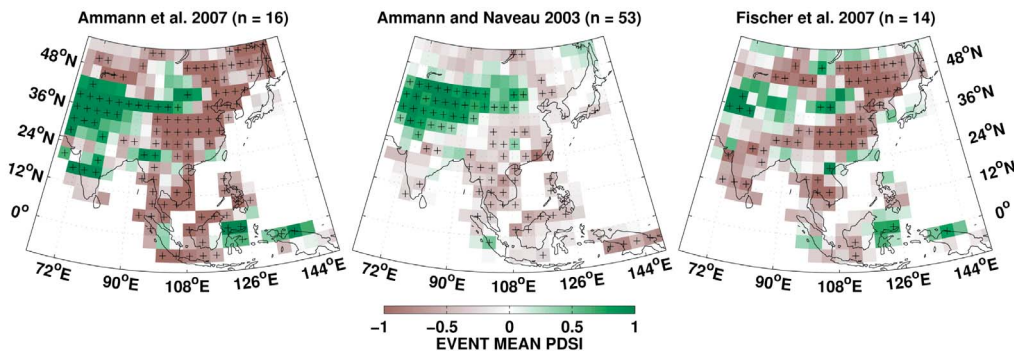 Ammann et al. 2007 (n = 16)
Ammann and Naveau 2003 (n = 53)
Fischer et al. 2007 (n = 14)
48°N
36°N
24°N
12°N
0°
48°N
36°N
24°N
12°N
0°
72°E
90°E
108°E
126°E
144°E
72°E
90°E
108°E
126°E
144°E
72°E
90°E
108°E
126°E
144°E
−1
−0.5
0
0.5
1
EVENT MEAN PDSI